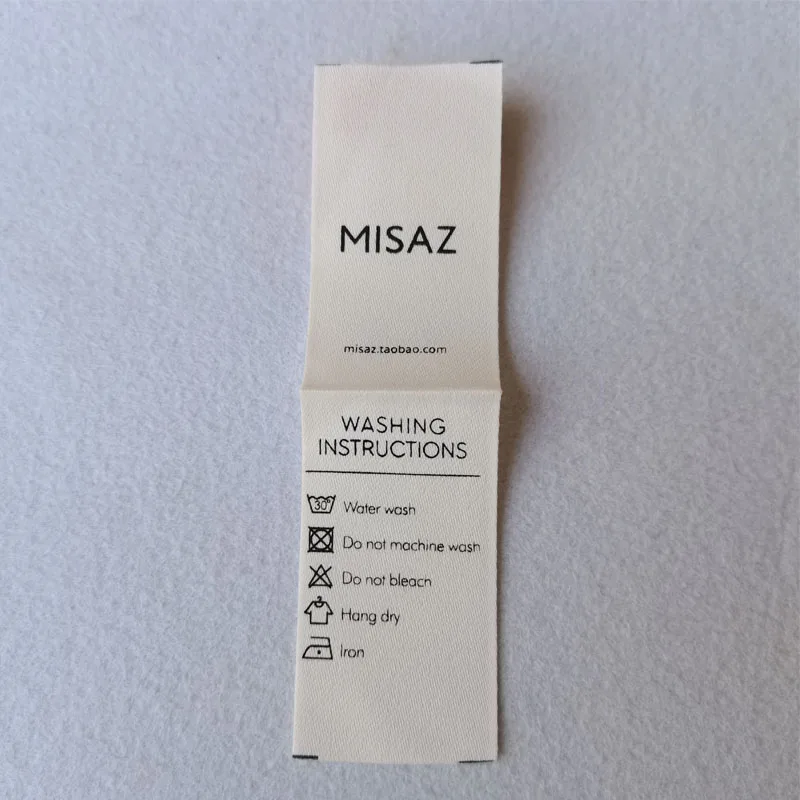 MISAZ
misaz.taobao.com
WASHING
INSTRUCTIONS
30° Water wash
Do not machine wash
Do not bleach
Hang dry
Iron